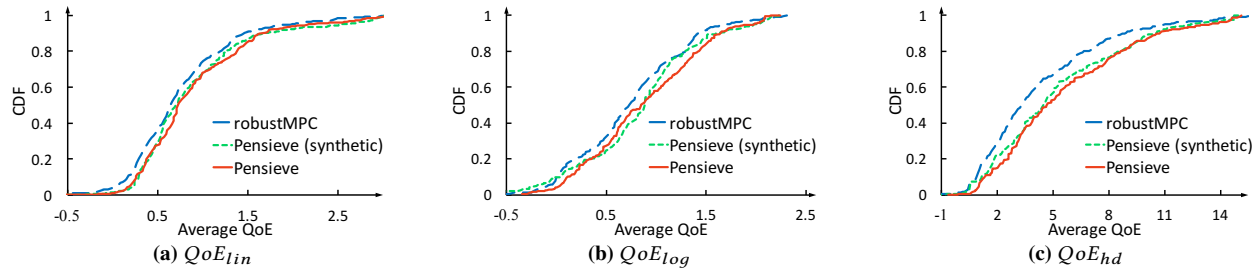 1
0.8
0.6
0.4
0.2
0
CDF
robustMPC
Pensieve (synthetic)
Pensieve
-0.5 0.5 1.5 2.5
Average QoE
(a) QoE_lin
1
0.8
0.6
0.4
0.2
0
CDF
robustMPC
Pensieve (synthetic)
Pensieve
-0.5 0.5 1.5 2.5
Average QoE
(b) QoE_log
1
0.8
0.6
0.4
0.2
0
CDF
robustMPC
Pensieve (synthetic)
Pensieve
-1 2 5 8 11 14
Average QoE
(c) QoE_hd